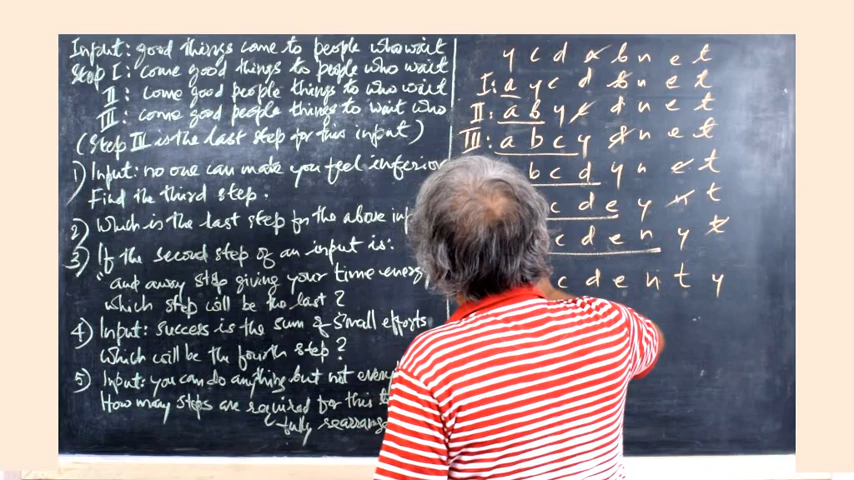 Input: good things come to people who wait
Step I: come good things to people who wait
II: come good people things to who wait
III: come good people things to wait who
(Step III is the last step for this input)
1) Input: no one can make you feel inferior
Find the third step.
2) Which is the last step for the above
3) If the second step of an input is:
"and away stop giving your time energy
which step will be the last?
4) Input: success is the sum of small efforts
Which will be the fourth step?
5) Input: you can do anything but not
How many steps are required for this
fully
y c d a b n e t
I: a y c d b n e t
II: a b y c d n e t
III: a b c y d n e t
b c d y n e t
c d e y n t
c d e n y t
c d e n t y